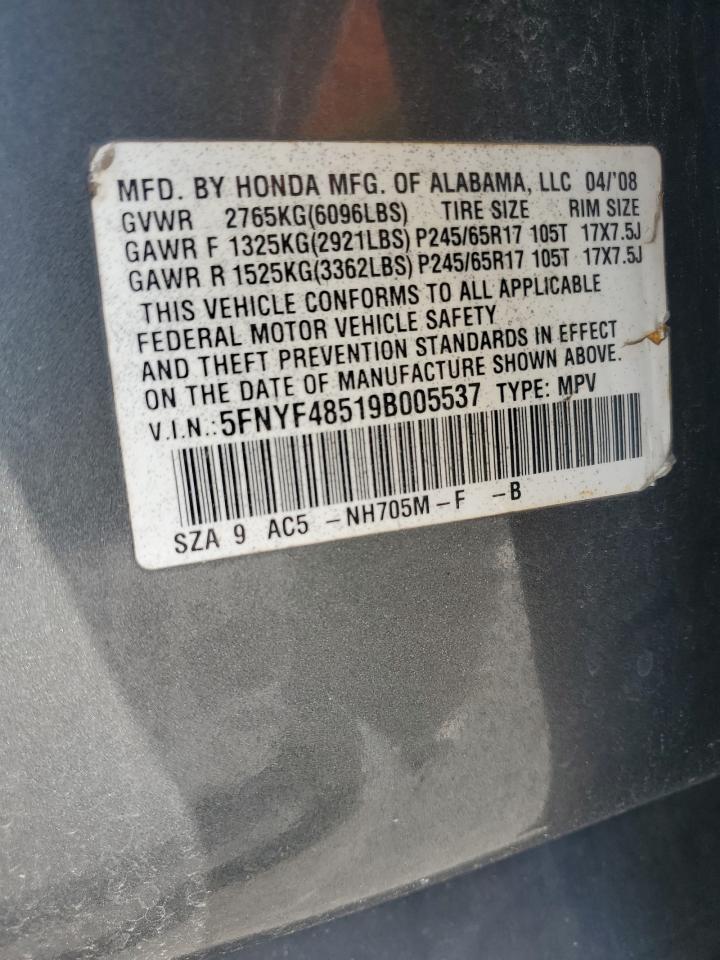 MFD. BY HONDA MFG. OF ALABAMA, LLC 04/'08
GVWR 2765KG(6096LBS) TIRE SIZE RIM SIZE
GAWR F 1325KG(2921LBS) P245/65R17 105T 17X7.5J
GAWR R 1525KG(3362LBS) P245/65R17 105T 17X7.5J
THIS VEHICLE CONFORMS TO ALL APPLICABLE
FEDERAL MOTOR VEHICLE SAFETY
AND THEFT PREVENTION STANDARDS IN EFFECT
ON THE DATE OF MANUFACTURE SHOWN ABOVE.
V.I.N.: 5FNYF48519B005537 TYPE: MPV
SZA 9 AC5 -NH705M-F -B